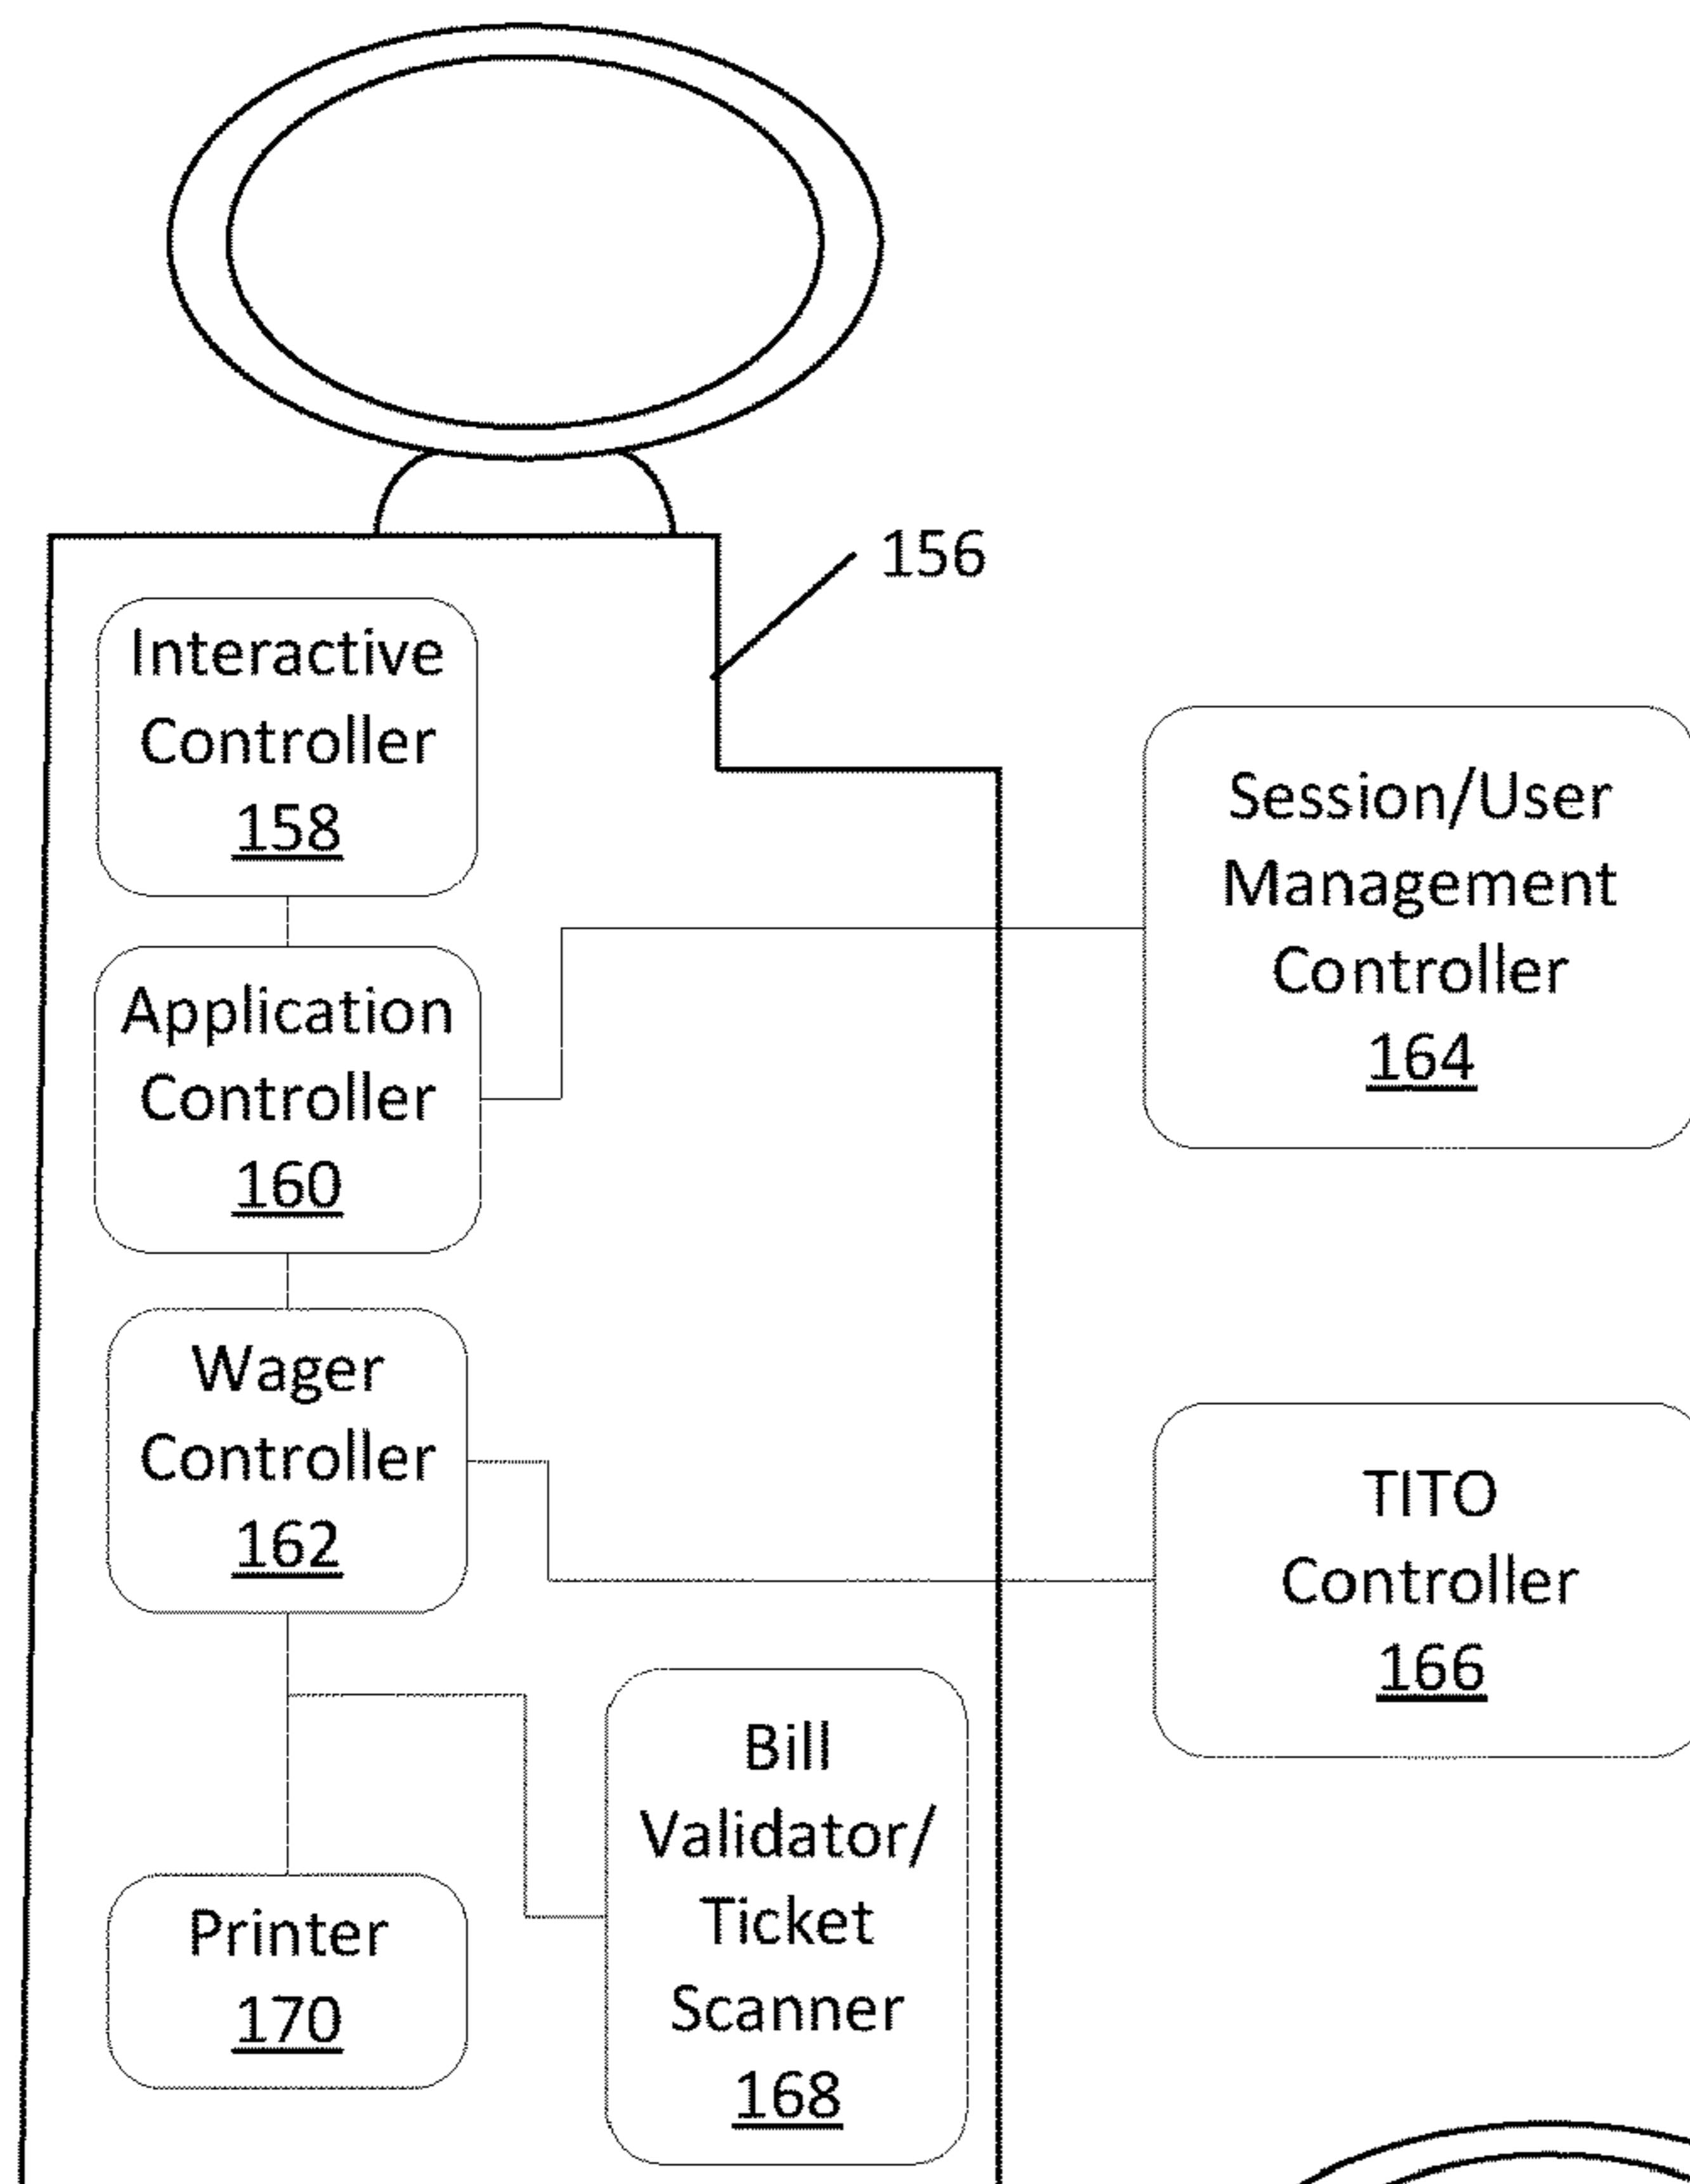 156
Interactive
Controller
158
Session/User
Management
Controller
164
Application
Controller
160
Wager
Controller
162
TITO
Controller
166
Bill
Validator/
Ticket
Scanner
168
Printer
170